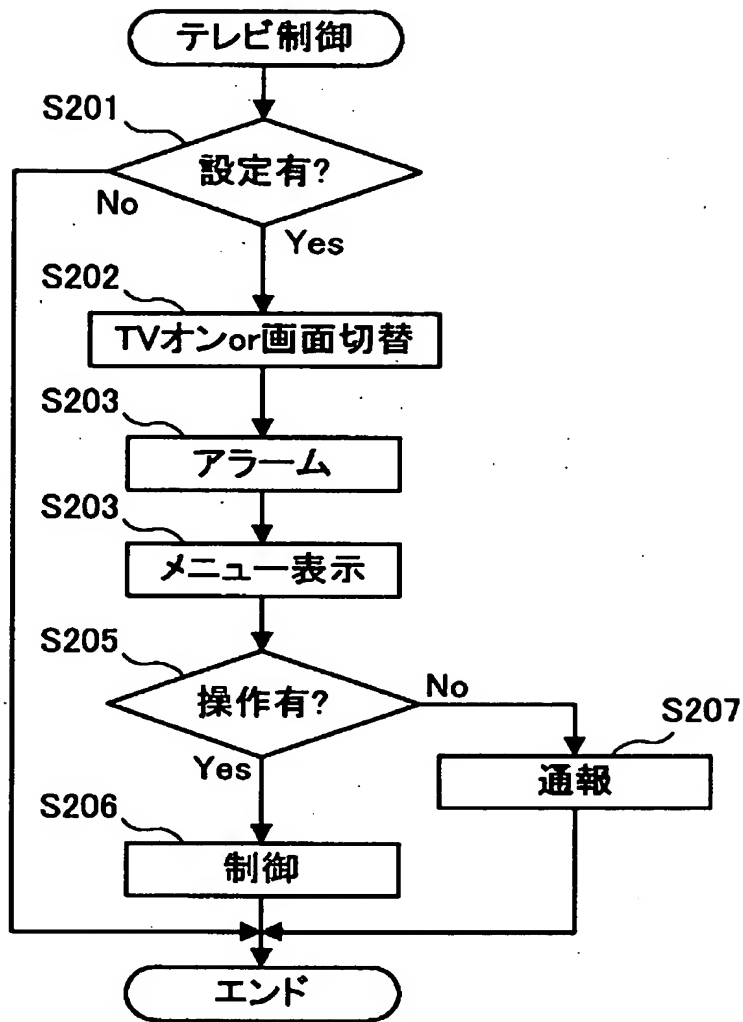 テレビ制御
S201
設定有?
No
Yes
S202
TVオンor画面切替
S203
アラーム
S203
メニュー表示
S205
操作有?
No
Yes
S207
通報
S206
制御
エンド